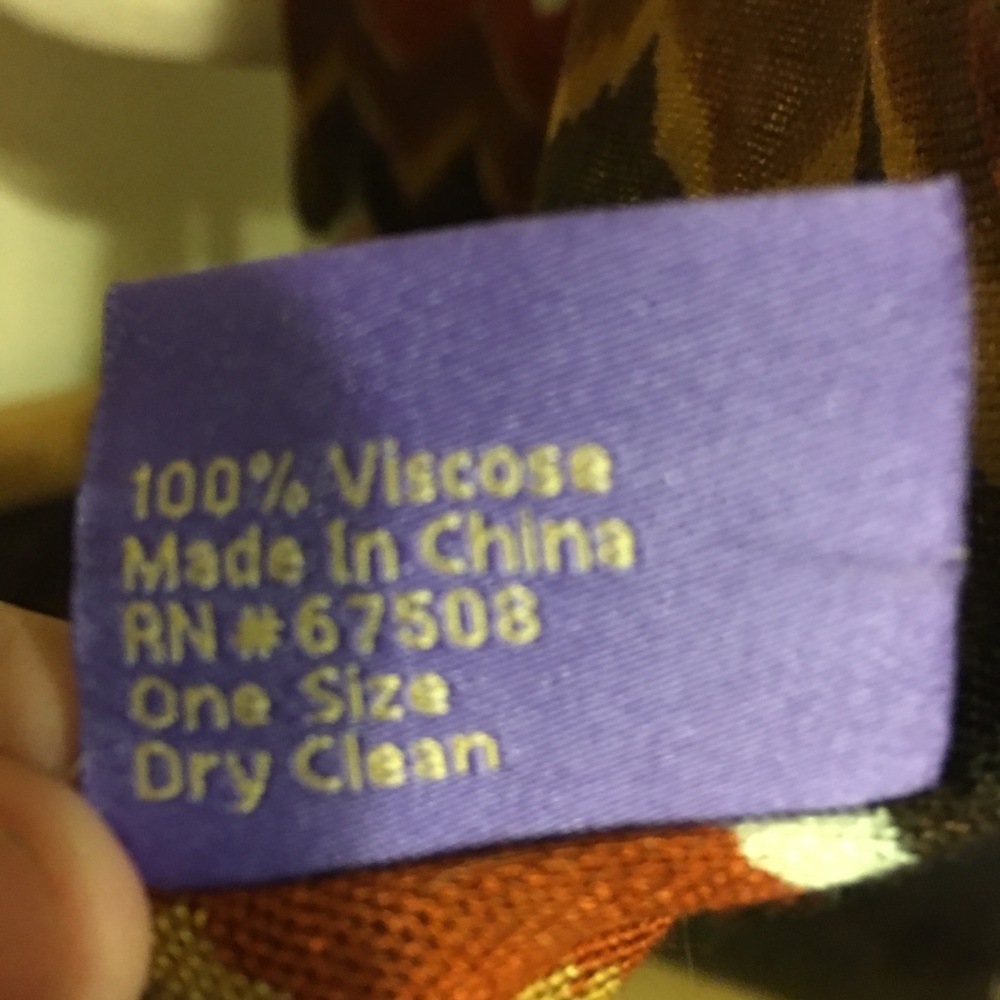 100% Viscose
Made In China
RN #67508
One Size
Dry Clean